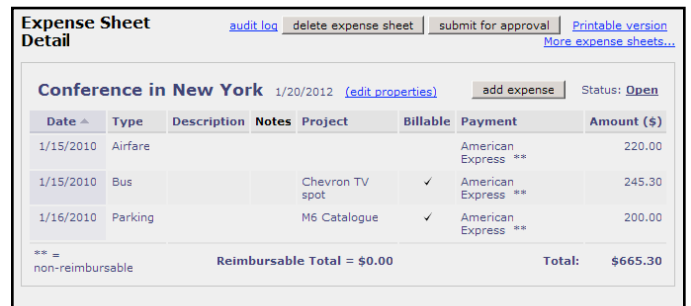 Expense Sheet Detail
audit log delete expense sheet submit for approval Printable version
More expense sheets...
Conference in New York 1/20/2012 (edit properties) add expense Status: Open
Date Type Description Notes Project Billable Payment Amount ($)
1/15/2010 Airfare American Express ** 220.00
1/15/2010 Bus Chevron TV spot ✓ American Express ** 245.30
1/16/2010 Parking M6 Catalogue ✓ American Express ** 200.00
** = non-reimbursable Reimbursable Total = $0.00 Total: $665.30